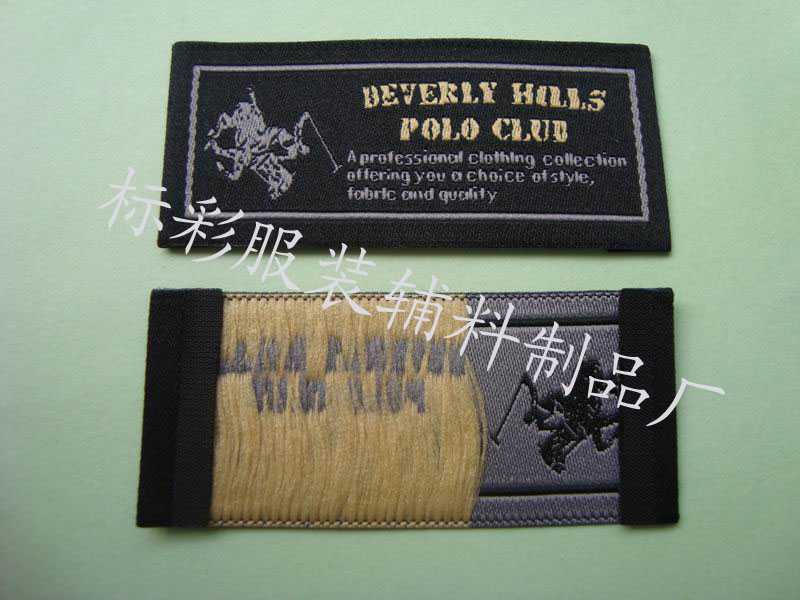 BEVERLY HILLS
POLO CLUB
A professional clothing collection
offering you a choice of style,
fabric and quality
标彩服装辅料制品厂